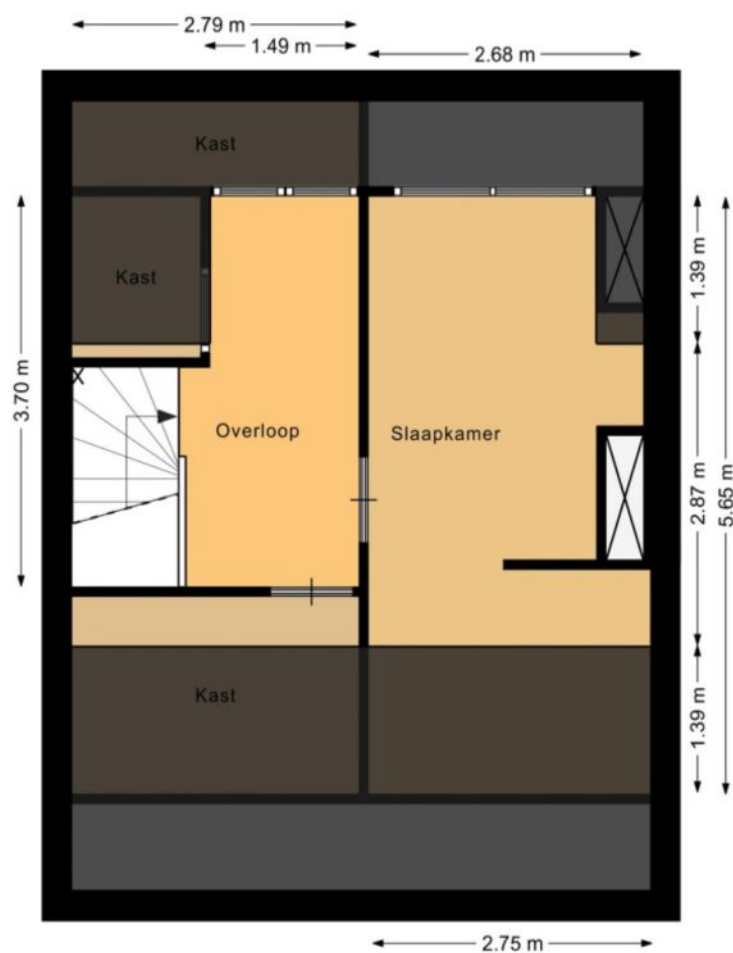 2.79 m
1.49 m
2.68 m
Kast
Kast
1.39 m
3.70 m
X
Overloop
Slaapkamer
2.87 m
5.65 m
Kast
1.39 m
2.75 m